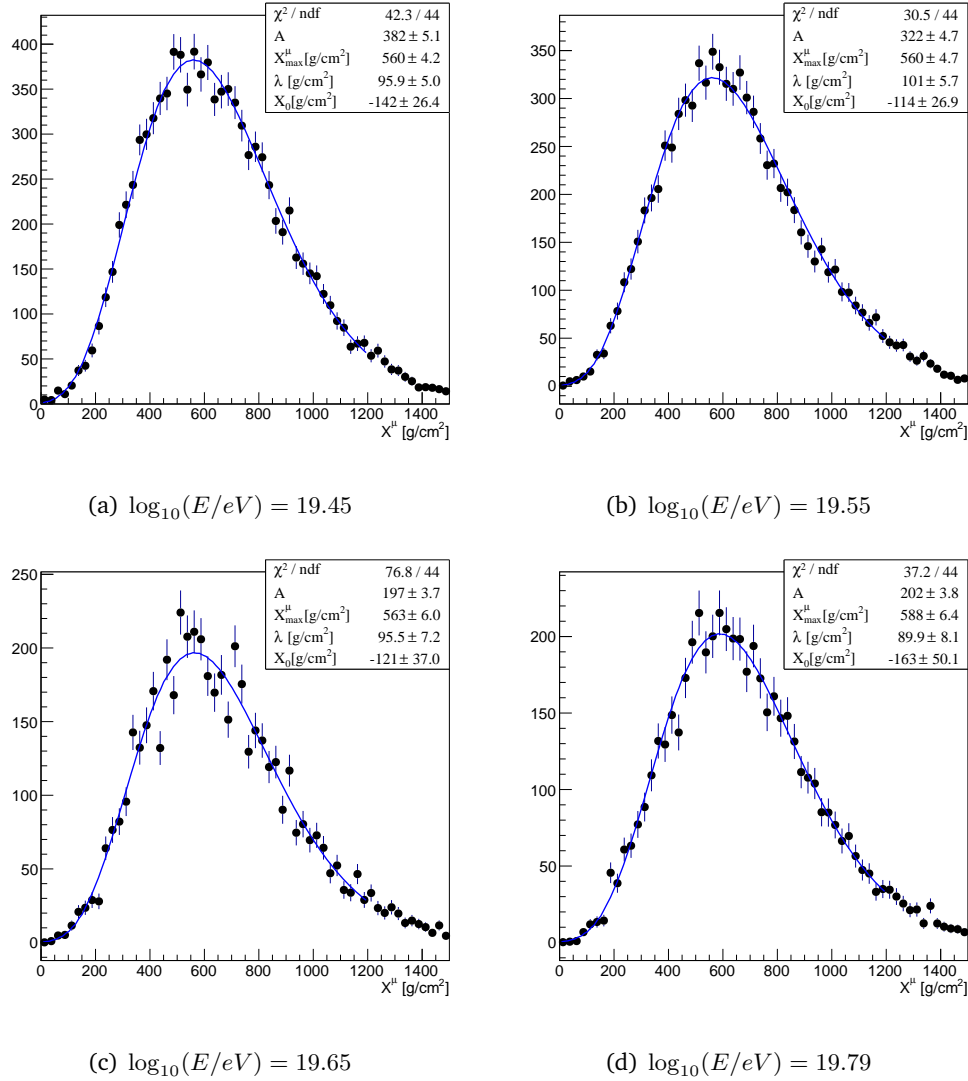 χ² / ndf 42.3 / 44
A 382 ± 5.1
X^μ_max[g/cm²] 560 ± 4.2
λ [g/cm²] 95.9 ± 5.0
X₀[g/cm²] -142 ± 26.4
400
350
300
250
200
150
100
50
0
0 200 400 600 800 1000 1200 1400
X^μ [g/cm²]
(a) log₁₀(E/eV) = 19.45
χ² / ndf 30.5 / 44
A 322 ± 4.7
X^μ_max[g/cm²] 560 ± 4.7
λ [g/cm²] 101 ± 5.7
X₀[g/cm²] -114 ± 26.9
350
300
250
200
150
100
50
0
0 200 400 600 800 1000 1200 1400
X^μ [g/cm²]
(b) log₁₀(E/eV) = 19.55
χ² / ndf 76.8 / 44
A 197 ± 3.7
X^μ_max[g/cm²] 563 ± 6.0
λ [g/cm²] 95.5 ± 7.2
X₀[g/cm²] -121 ± 37.0
250
200
150
100
50
0
0 200 400 600 800 1000 1200 1400
X^μ [g/cm²]
(c) log₁₀(E/eV) = 19.65
χ² / ndf 37.2 / 44
A 202 ± 3.8
X^μ_max[g/cm²] 588 ± 6.4
λ [g/cm²] 89.9 ± 8.1
X₀[g/cm²] -163 ± 50.1
200
150
100
50
0
0 200 400 600 800 1000 1200 1400
X^μ [g/cm²]
(d) log₁₀(E/eV) = 19.79